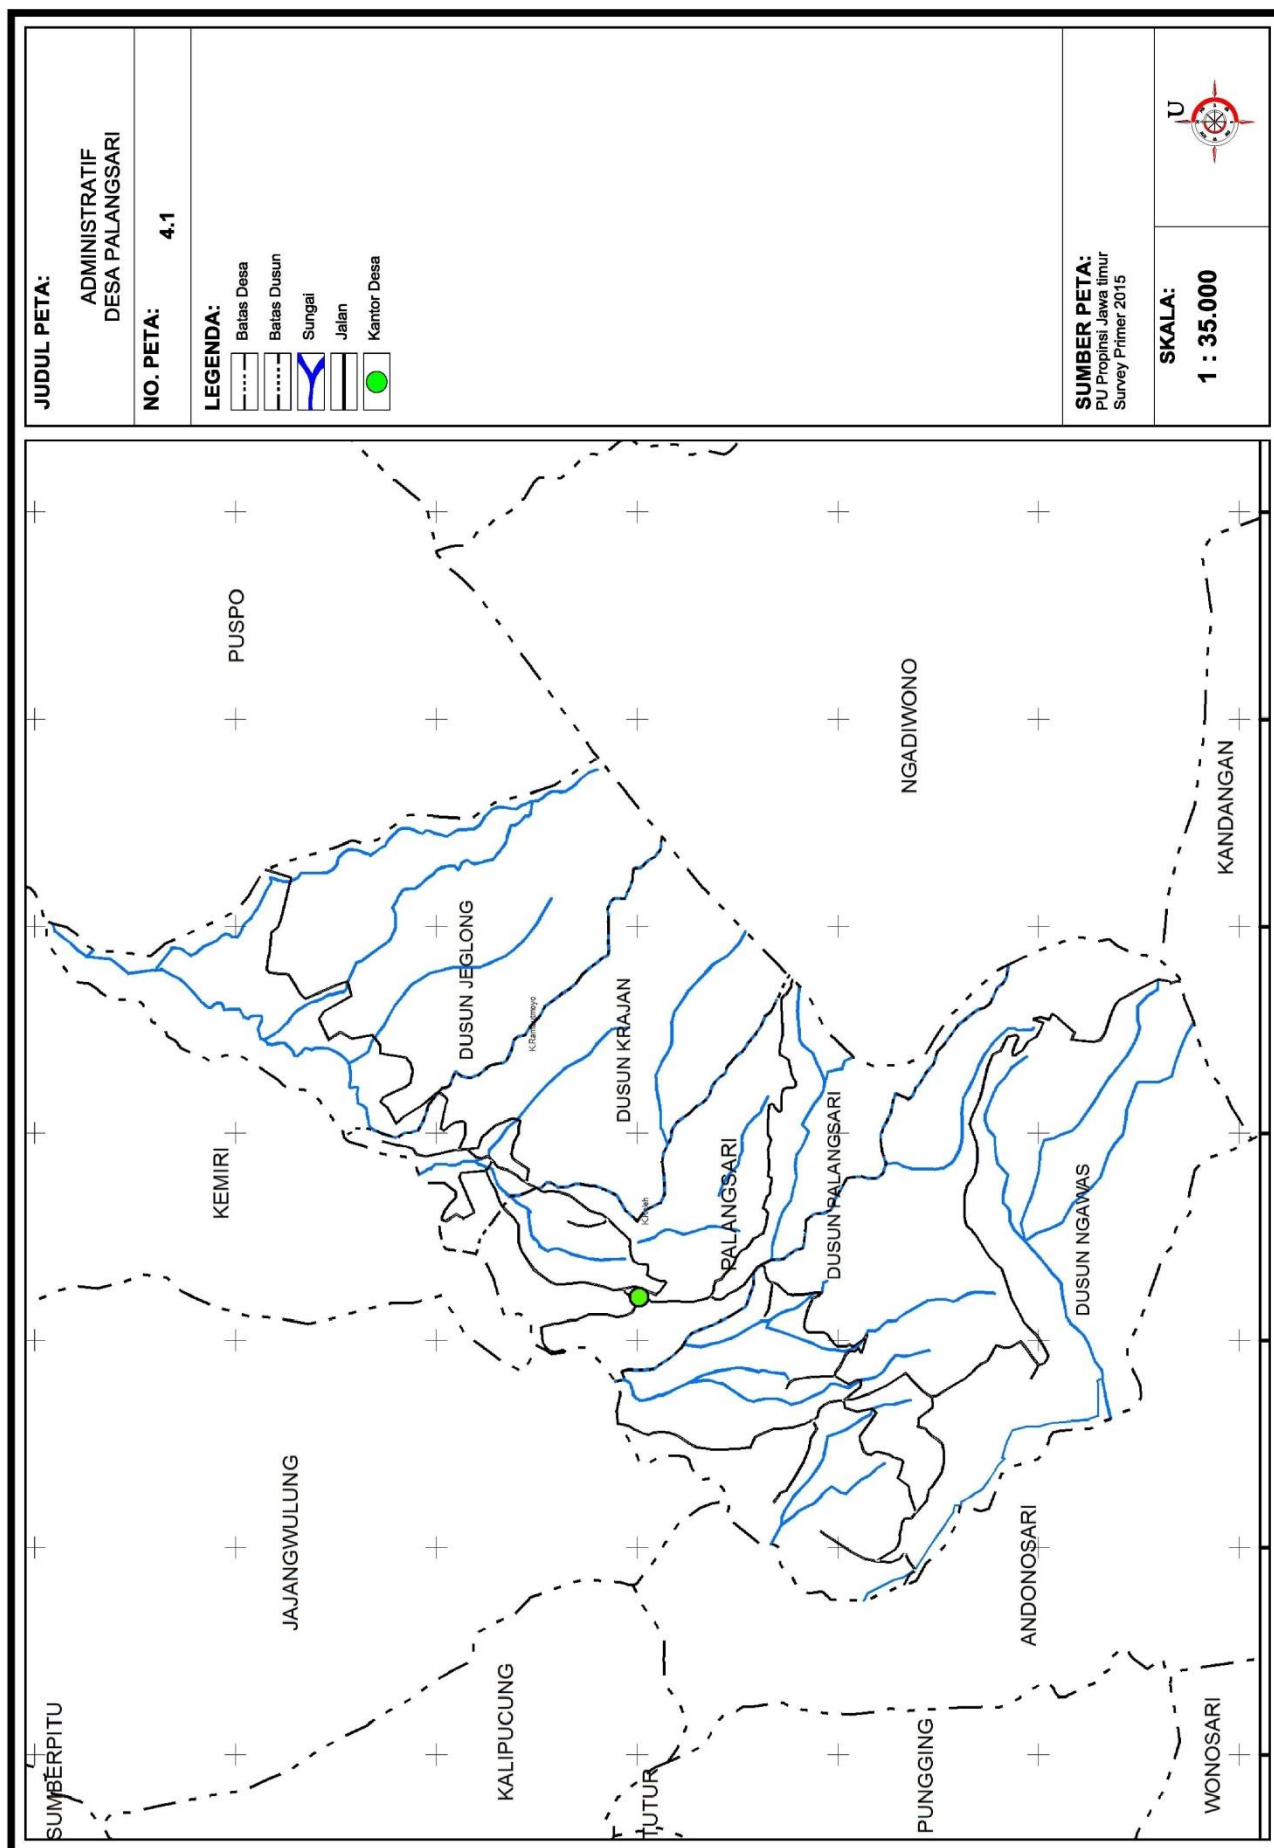 JUDUL PETA:
ADMINISTRATIF
DESA PALANGSARI
NO. PETA:
4.1
LEGENDA:
Batas Desa
Batas Dusun
Sungai
Jalan
Kantor Desa
SUMBER PETA:
PU Propinsi Jawa timur
Survey Primer 2015
SKALA:
1 : 35.000
U
SUMBERPITU
JAJANGWULUNG
KEMIRI
PUSPO
KALIPUCUNG
DUSUN JEGLONG
DUSUN KRAJAN
TUTUR
PALANGSARI
DUSUN PALANGSARI
NGADIWONO
PUNGGING
ANDONOSARI
DUSUN NGAWAS
WONOSARI
KANDANGAN